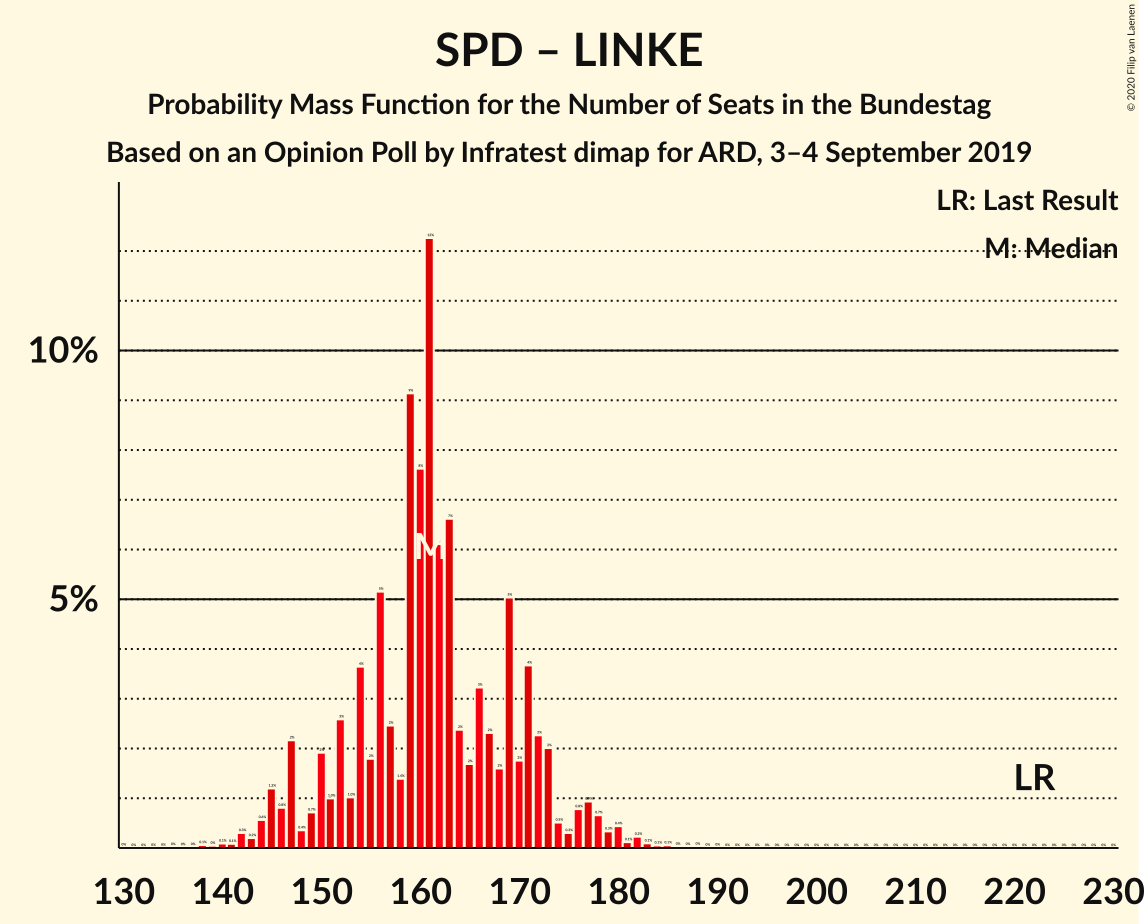 SPD – LINKE
Probability Mass Function for the Number of Seats in the Bundestag
Based on an Opinion Poll by Infratest dimap for ARD, 3–4 September 2019
© 2020 Filip van Laenen
LR: Last Result
M: Median
10%
5%
M
LR
130 140 150 160 170 180 190 200 210 220 230